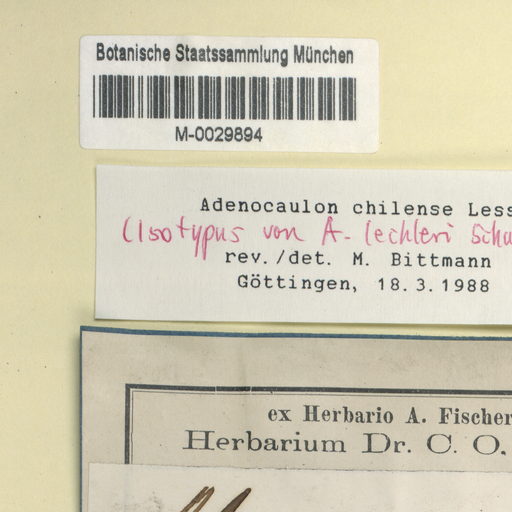 Botanische Staatssammlung München
M-0029894
Adenocaulon chilense Less
(Isotypus von A. lechleri Schu
rev./det. M. Bittmann
Göttingen, 18.3.1988
ex Herbario A. Fischer
Herbarium Dr. C. O.